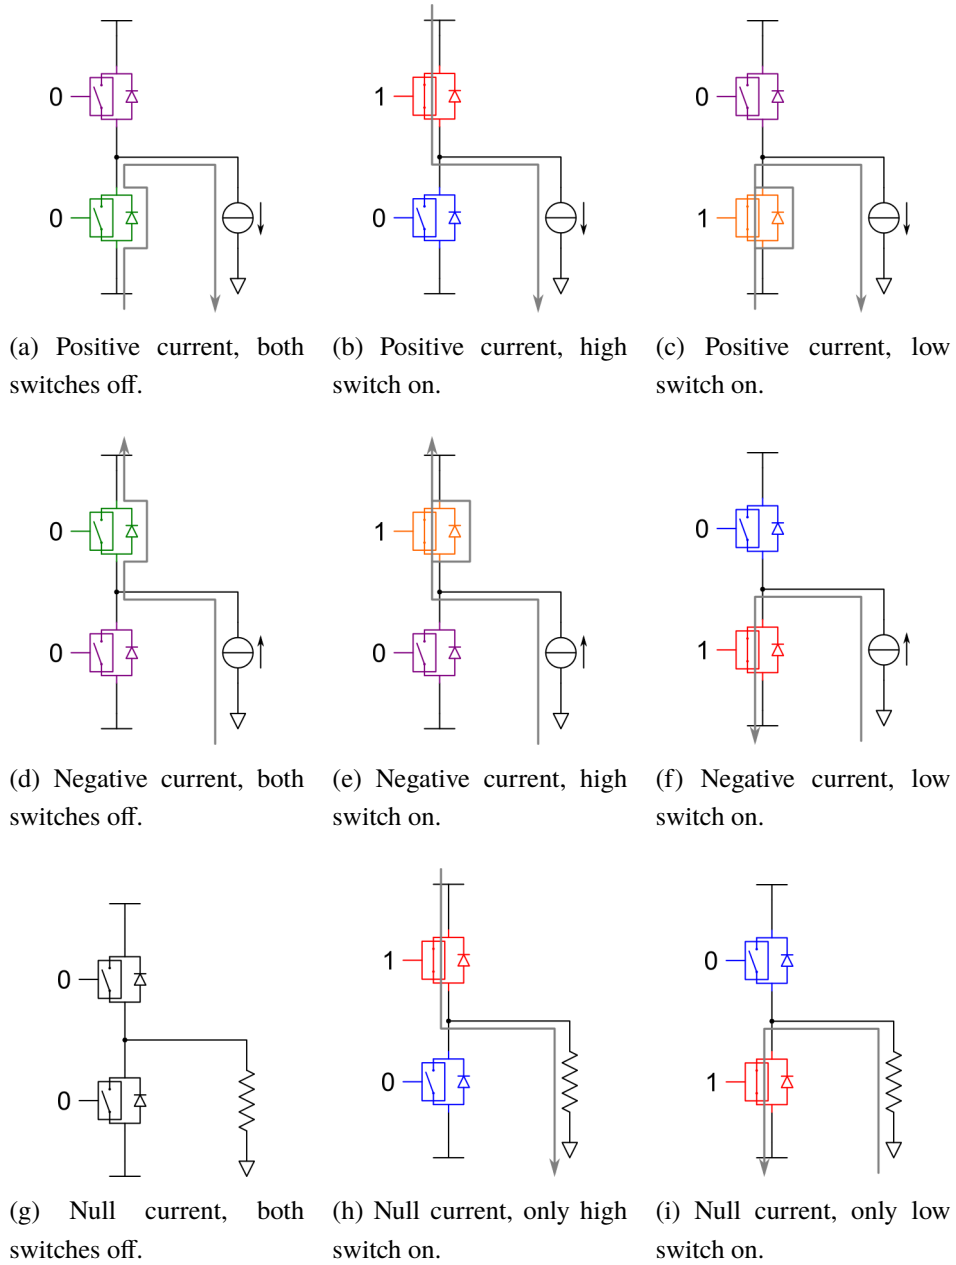 0 1 0
0 0 1
(a) Positive current, both
switches off.
(b) Positive current, high
switch on.
(c) Positive current, low
switch on.
0 1 0
0 0 1
(d) Negative current, both
switches off.
(e) Negative current, high
switch on.
(f) Negative current, low
switch on.
0 1 0
0 0 1
(g) Null current, both
switches off.
(h) Null current, only high
switch on.
(i) Null current, only low
switch on.